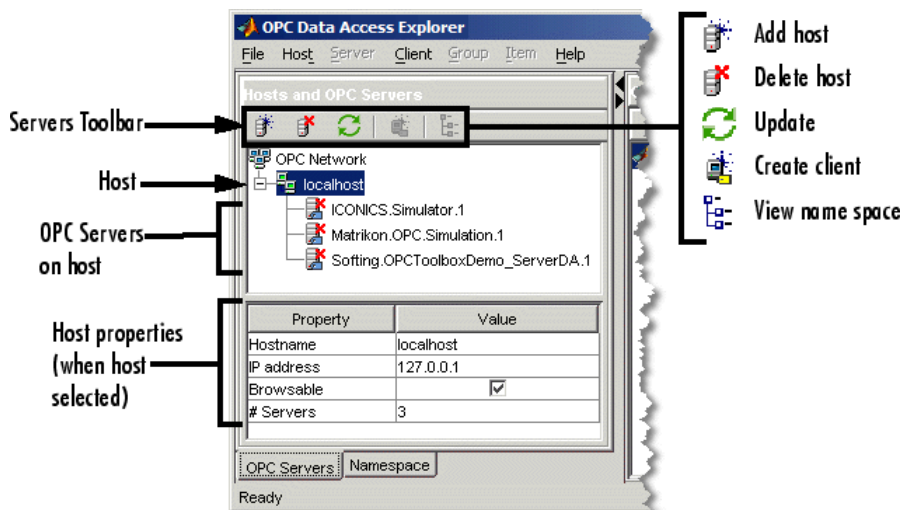 OPC Data Access Explorer
File Host Server Client Group Item Help
Hosts and OPC Servers
OPC Network
localhost
ICONICS.Simulator.1
Matrikon.OPC.Simulation.1
Softing.OPCToolboxDemo_ServerDA.1
Property Value
Hostname localhost
IP address 127.0.0.1
Browsable
# Servers 3
OPC Servers Namespace
Ready
Servers Toolbar
Host
OPC Servers
on host
Host properties
(when host
selected)
Add host
Delete host
Update
Create client
View name space